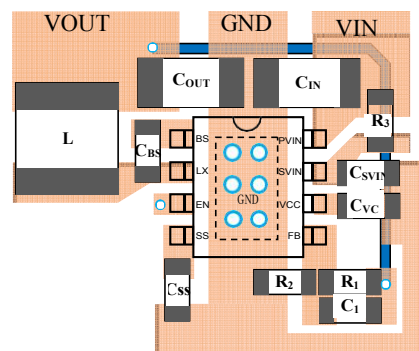 VOUT GND VIN
COUT CIN
R3
L CBS
BS PVIN
LX SVIN
CSVIN
EN GND IVCC
CVC
SS FB
CSS
R2 R1
C1